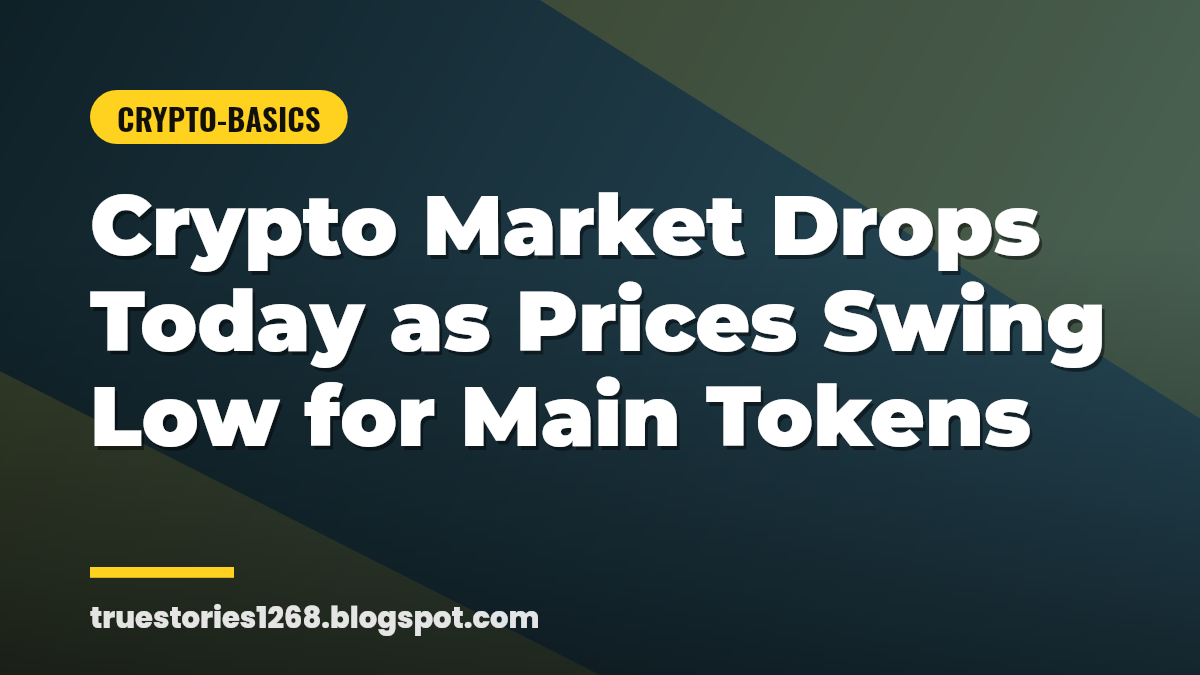 CRYPTO-BASICS
Crypto Market Drops
Today as Prices Swing
Low for Main Tokens
truestories1268.blogspot.com